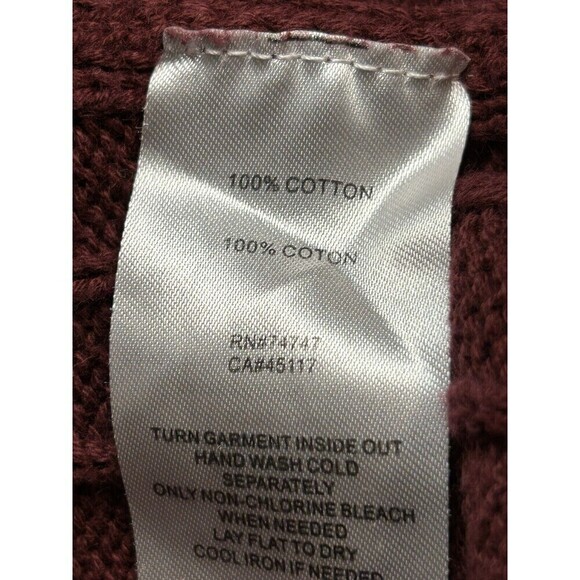 100% COTTON
100% COTON
RN#74747
CA#45117
TURN GARMENT INSIDE OUT
HAND WASH COLD
SEPARATELY
ONLY NON-CHLORINE BLEACH
WHEN NEEDED
LAY FLAT TO DRY
COOL IRON IF NEEDED